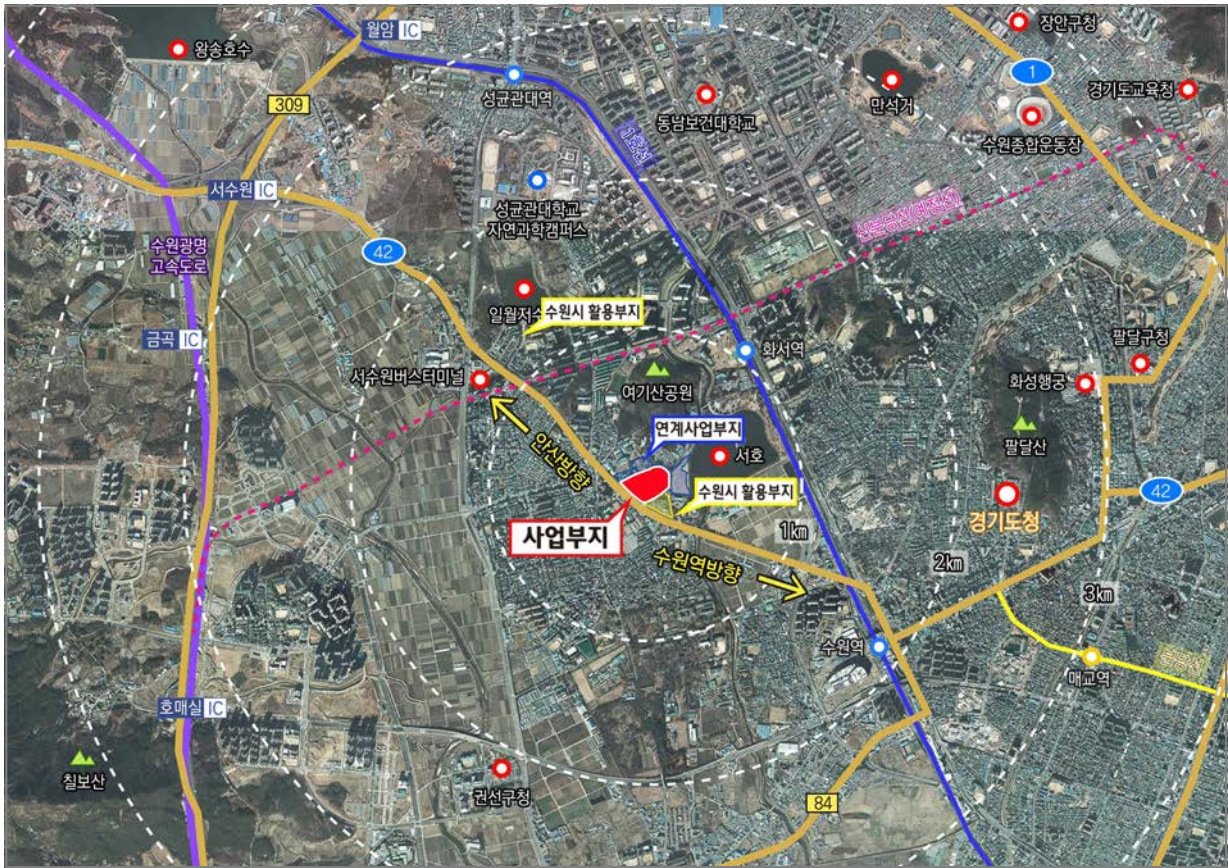 월암 IC
장안구청
왕송호수
1
성균관대역
만석거
경기도교육청
309
동남보건대학교
수원종합운동장
1호선
서수원 IC
성균관대학교
자연과학캠퍼스
신분당선(예정선)
수원광명
고속도로
42
일월저수
수원시 활용부지
금곡 IC
화서역
팔달구청
서수원버스터미널
여기산공원
화성행궁
안산방향
연계사업부지
서호
팔달산
수원시 활용부지
42
경기도청
사업부지
1㎞
수원역방향
2㎞
3㎞
수원역
매교역
분당선
호매실 IC
칠보산
권선구청
84